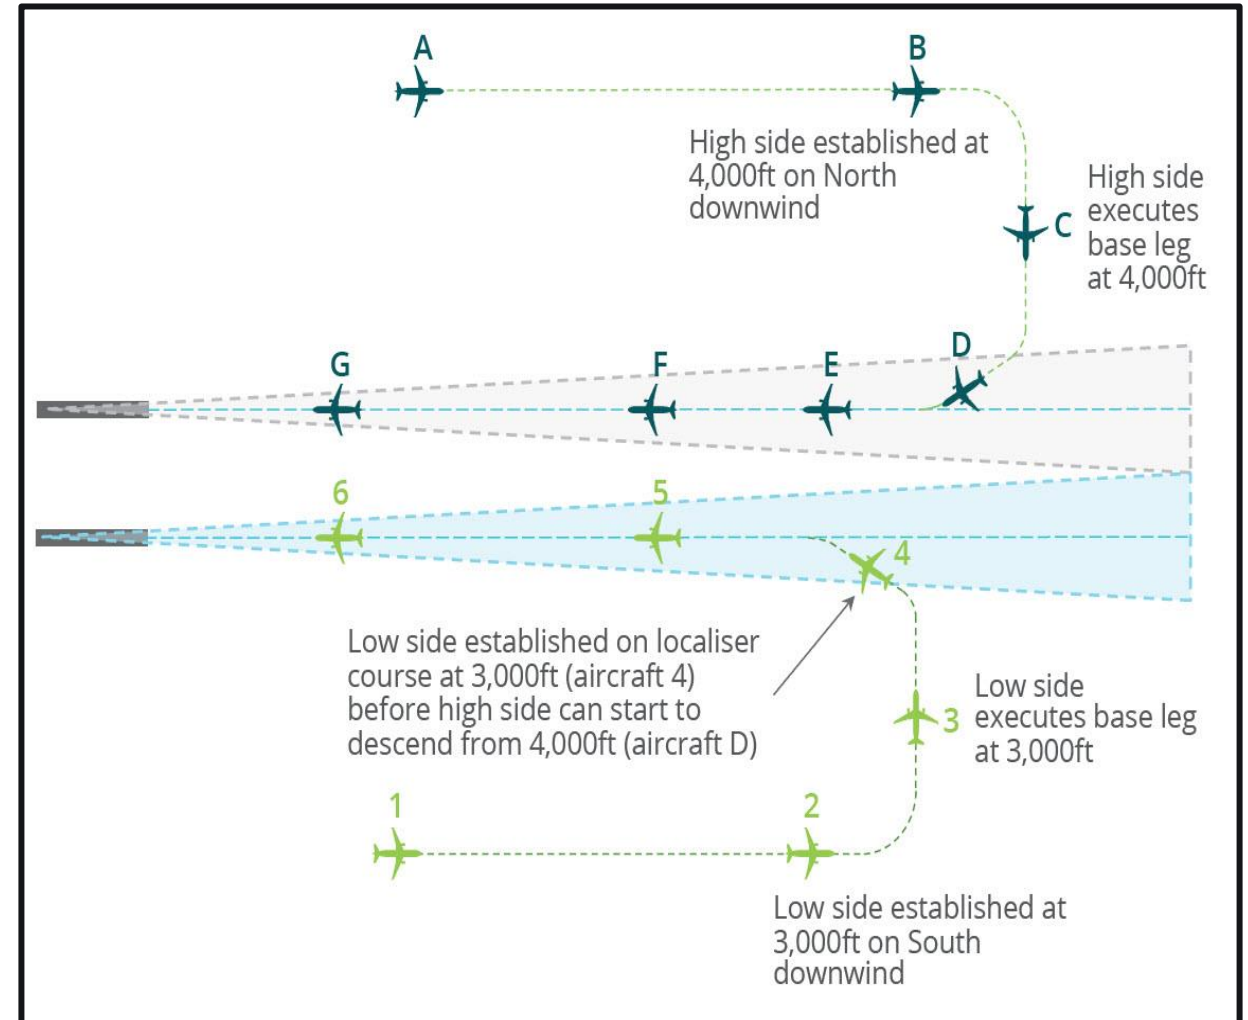 A
B
High side established at
4,000ft on North
downwind
High side
executes
base leg
at 4,000ft
C
D
G
F
E
6
5
4
Low side established on localiser
course at 3,000ft (aircraft 4)
before high side can start to
descend from 4,000ft (aircraft D)
Low side
executes base leg
at 3,000ft
3
1
2
Low side established at
3,000ft on South
downwind